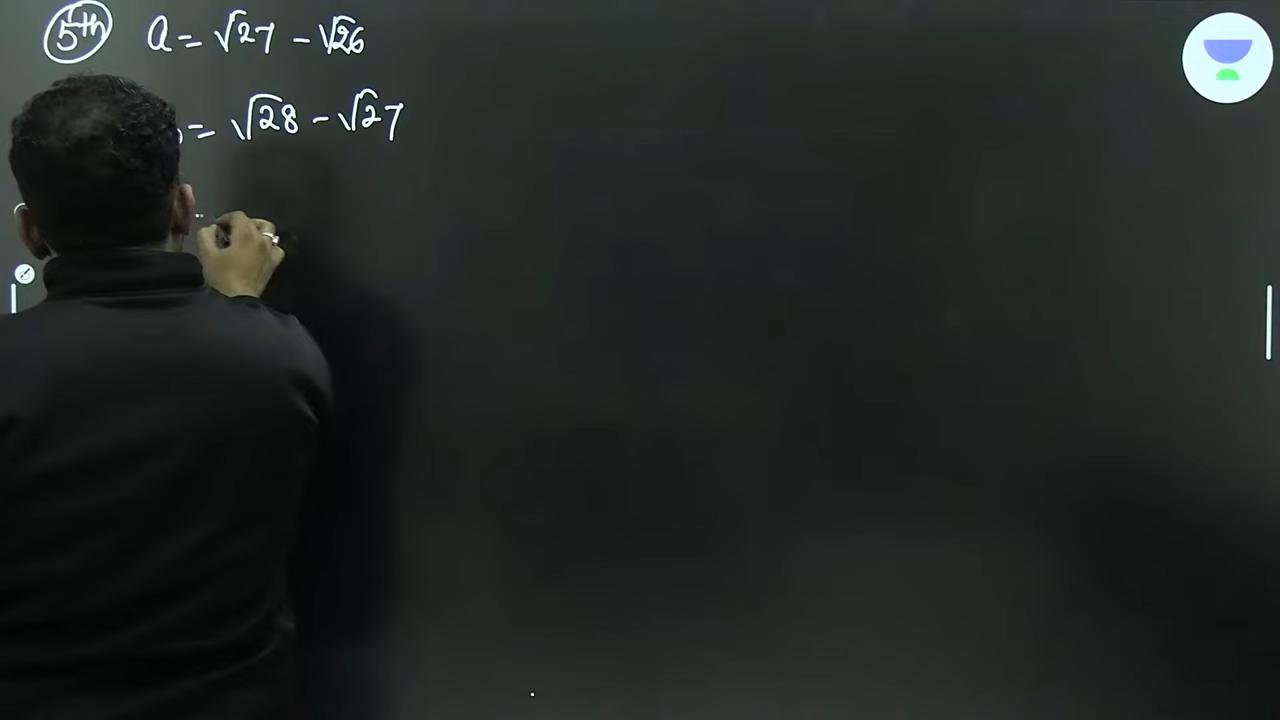 5th a = √27 - √26
= √28 - √27